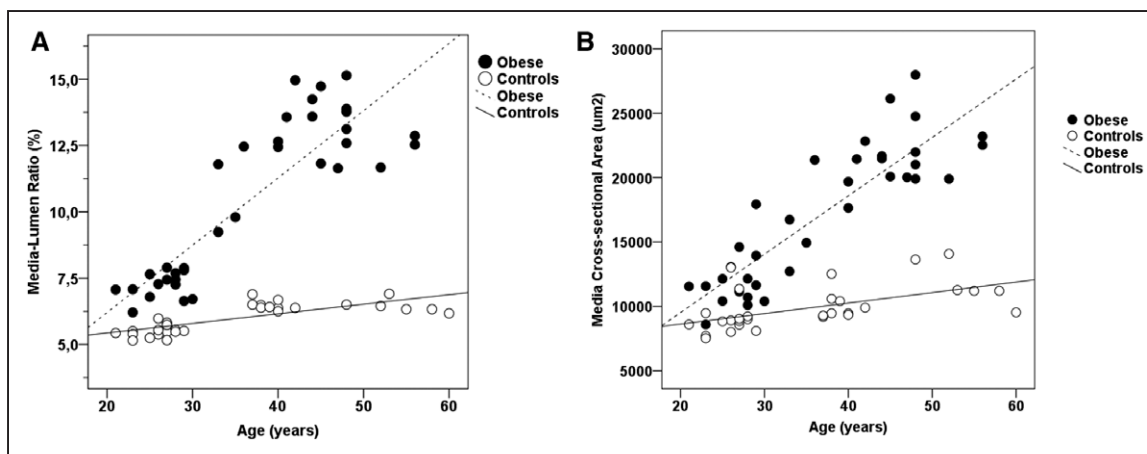 A
Media-Lumen Ratio (%)
15,0
12,5
10,0
7,5
5,0
20 30 40 50 60
Age (years)
Obese
Controls
Obese
Controls
B
Media Cross-sectional Area (um2)
30000
25000
20000
15000
10000
5000
20 30 40 50 60
Age (years)
Obese
Controls
Obese
Controls